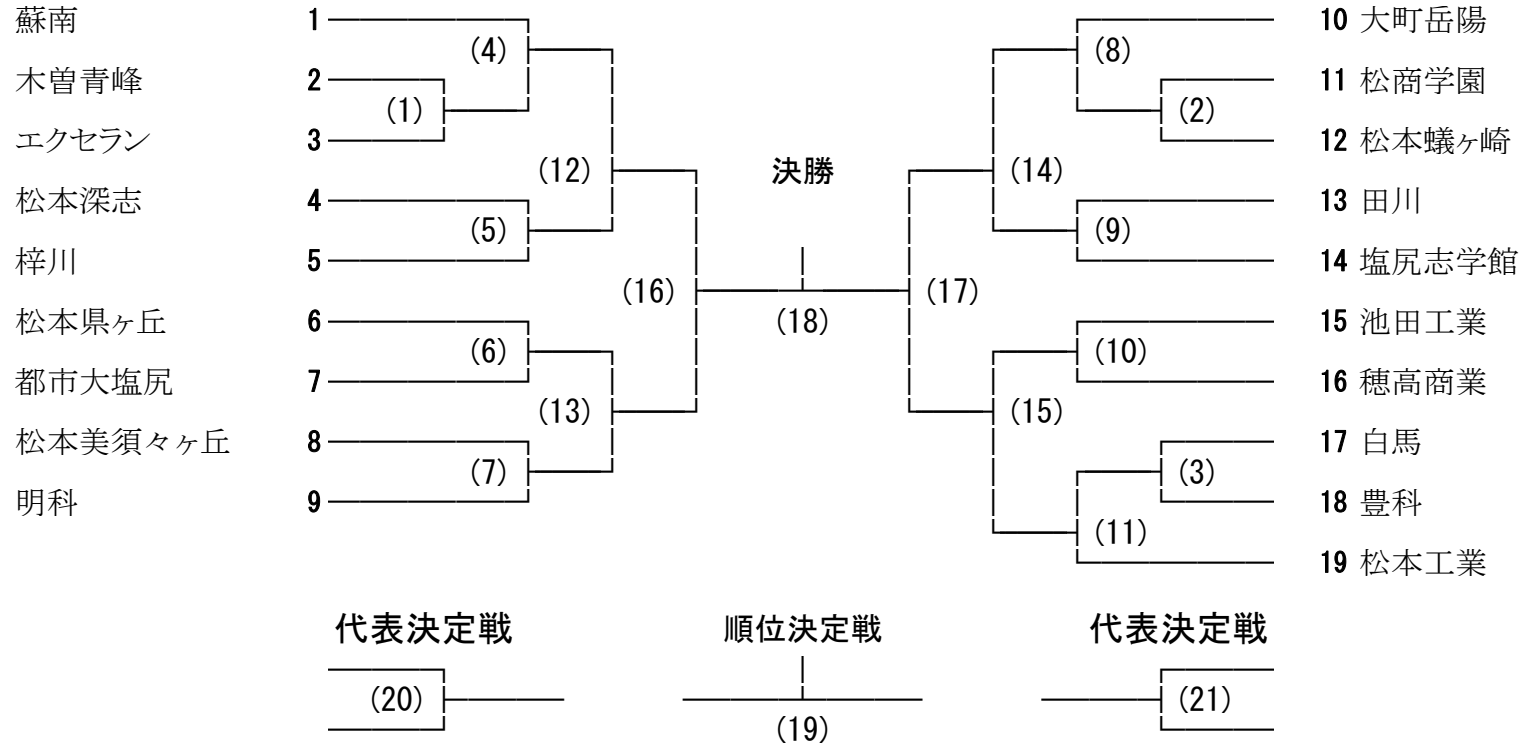 蘇南 1
(4)
木曽青峰 2
(1)
エクセラン 3
(12)
松本深志 4
(5)
梓川 5
(16)
松本県ヶ丘 6
(6)
都市大塩尻 7
(13)
松本美須々ヶ丘 8
(7)
明科 9
決勝
(18)
10 大町岳陽
(8)
11 松商学園
(2)
12 松本蟻ヶ崎
(14)
13 田川
(9)
14 塩尻志学館
(17)
15 池田工業
(10)
16 穂高商業
(15)
17 白馬
(3)
18 豊科
(11)
19 松本工業
代表決定戦
(20)
順位決定戦
(19)
代表決定戦
(21)